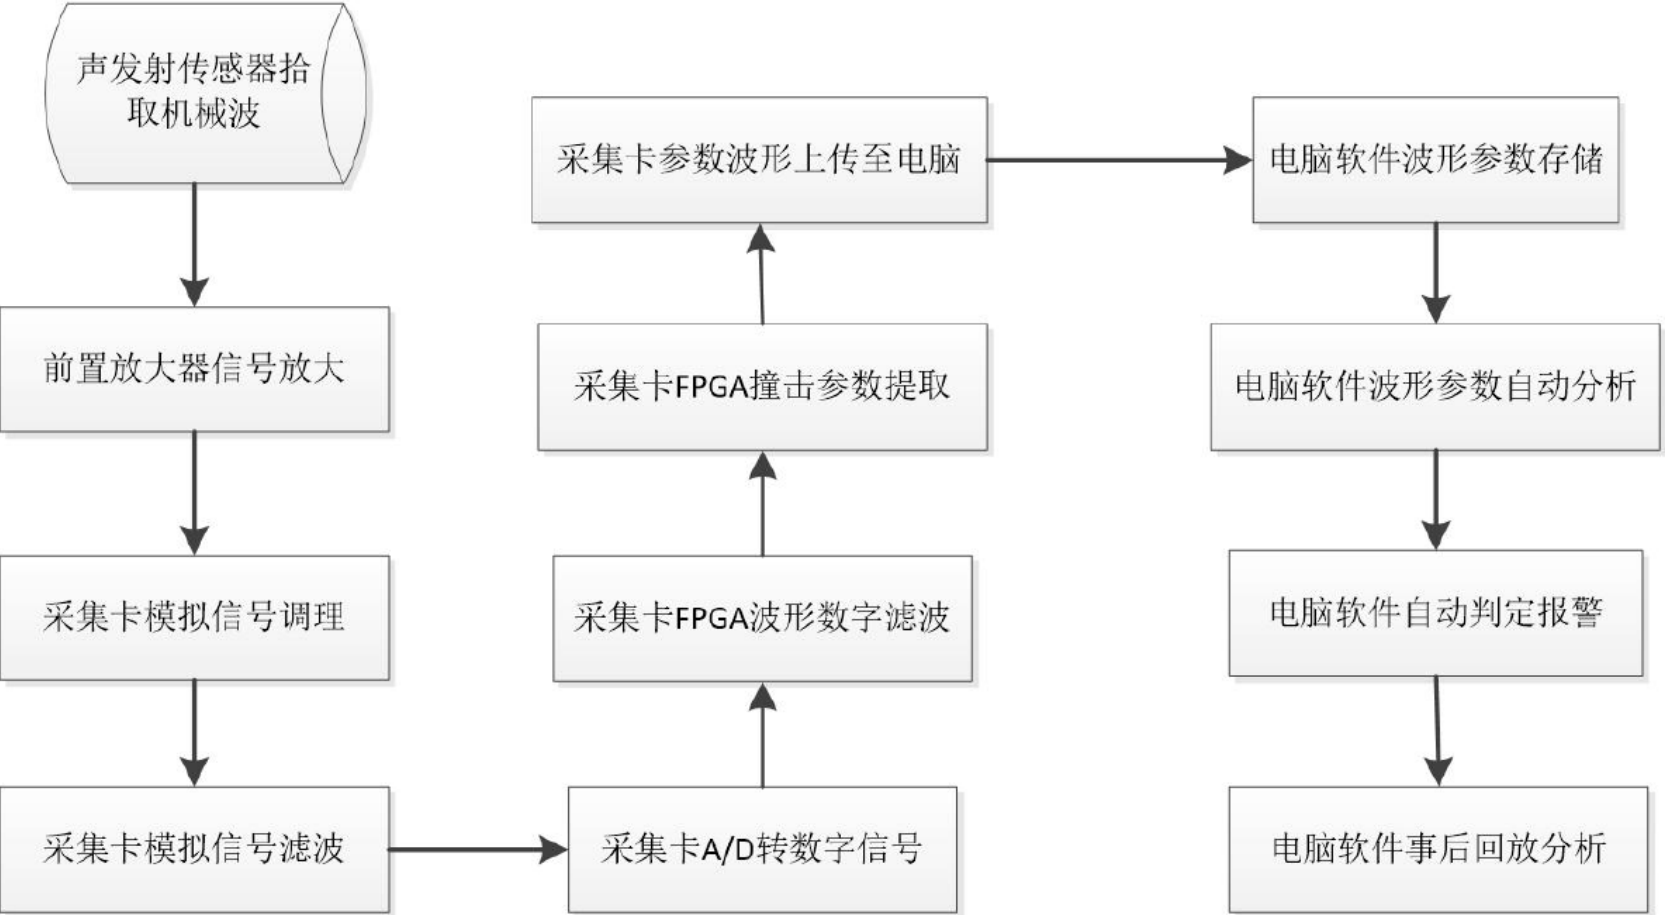 声发射传感器拾
取机械波
前置放大器信号放大
采集卡模拟信号调理
采集卡模拟信号滤波
采集卡A/D转数字信号
采集卡FPGA波形数字滤波
采集卡FPGA撞击参数提取
采集卡参数波形上传至电脑
电脑软件波形参数存储
电脑软件波形参数自动分析
电脑软件自动判定报警
电脑软件事后回放分析